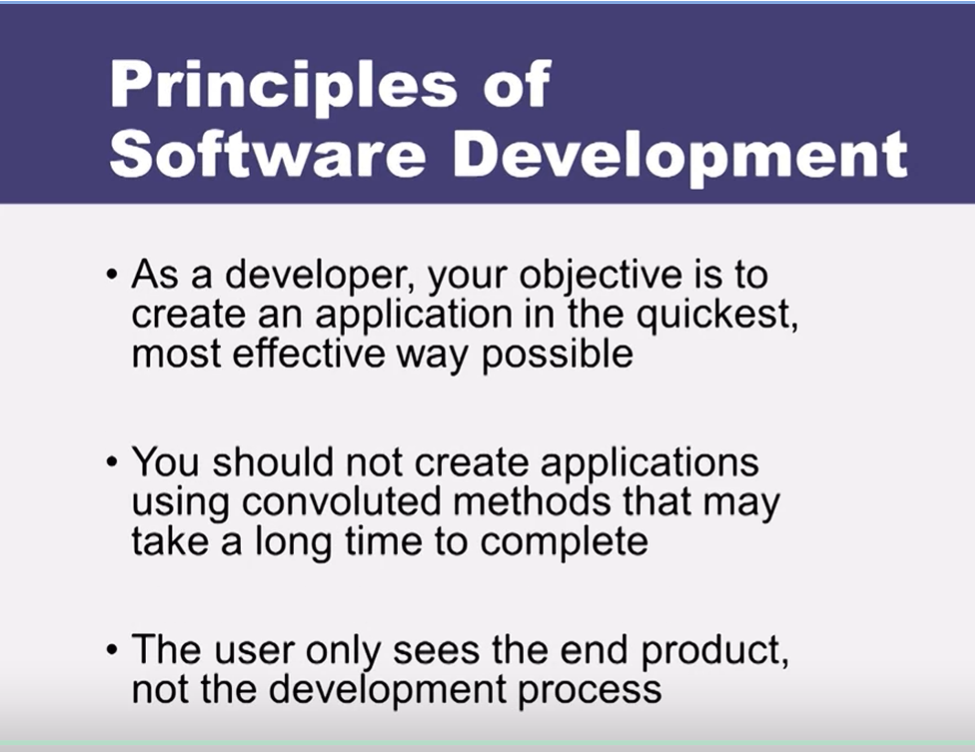 Principles of
Software Development
• As a developer, your objective is to
create an application in the quickest,
most effective way possible
• You should not create applications
using convoluted methods that may
take a long time to complete
• The user only sees the end product,
not the development process